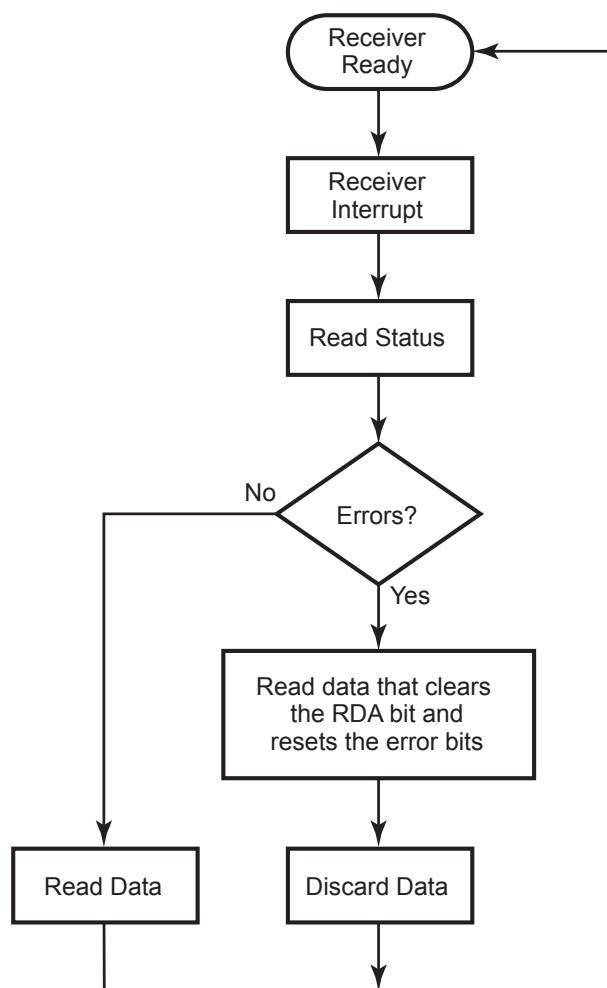 Receiver
Ready
Receiver
Interrupt
Read Status
Errors?
No
Yes
Read data that clears
the RDA bit and
resets the error bits
Read Data
Discard Data